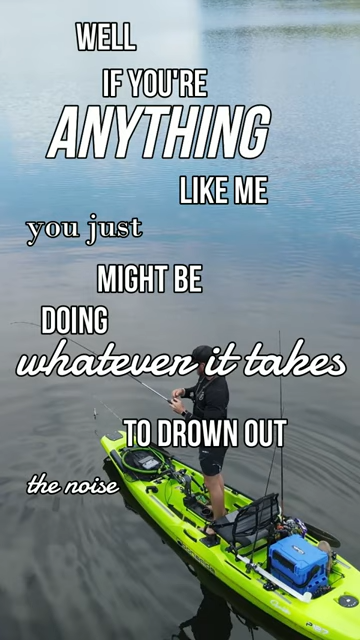 WELL
IF YOU'RE
ANYTHING
LIKE ME
you just
MIGHT BE
DOING
whatever it takes
TO DROWN OUT
the noise